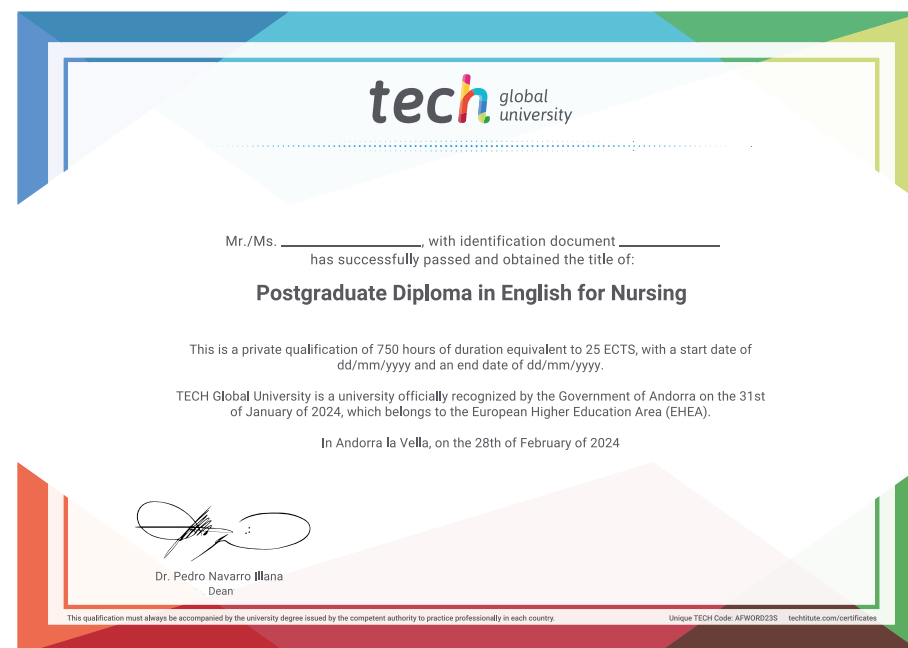 tech global university
Mr./Ms. ____________, with identification document ____________
has successfully passed and obtained the title of:
Postgraduate Diploma in English for Nursing
This is a private qualification of 750 hours of duration equivalent to 25 ECTS, with a start date of
dd/mm/yyyy and an end date of dd/mm/yyyy.
TECH Global University is a university officially recognized by the Government of Andorra on the 31st
of January of 2024, which belongs to the European Higher Education Area (EHEA).
In Andorra la Vella, on the 28th of February of 2024
Dr. Pedro Navarro Illana
Dean
This qualification must always be accompanied by the university degree issued by the competent authority to practice professionally in each country.
Unique TECH Code: AFWORD23S techtitute.com/certificates